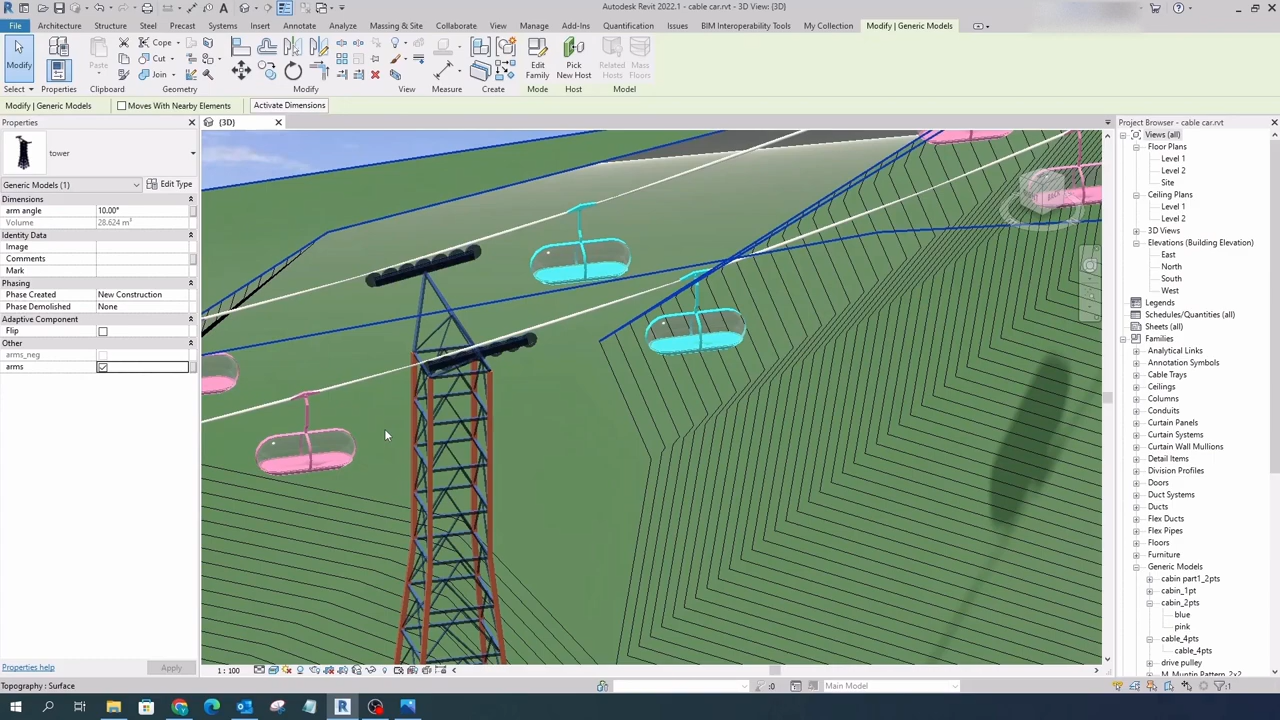 Autodesk Revit 2022.1 - cable car.rvt - 3D View: {3D}
File Architecture Structure Steel Precast Systems Insert Annotate Analyze Massing & Site Collaborate View Manage Add-Ins Quantification Issues BIM Interoperability Tools My Collection Modify | Generic Models
Modify
Properties
Paste
Cope
Cut
Join
Edit Family
Pick New Host
Related Hosts
Mass Floors
Select Properties Clipboard Geometry Modify View Measure Create Mode Host Model
Modify | Generic Models Moves With Nearby Elements Activate Dimensions
Properties
tower
Generic Models (1) Edit Type
Dimensions
arm angle 10.00°
Volume 28.624 m³
Identity Data
Image
Comments
Mark
Phasing
Phase Created New Construction
Phase Demolished None
Adaptive Component
Flip
Other
arms_neg
arms
Properties help Apply
{3D}
1 : 100
Project Browser - cable car.rvt
Views (all)
Floor Plans
Level 1
Level 2
Site
Ceiling Plans
Level 1
Level 2
3D Views
Elevations (Building Elevation)
East
North
South
West
Legends
Schedules/Quantities (all)
Sheets (all)
Families
Analytical Links
Annotation Symbols
Cable Trays
Ceilings
Columns
Conduits
Curtain Panels
Curtain Systems
Curtain Wall Mullions
Detail Items
Division Profiles
Doors
Duct Systems
Ducts
Flex Ducts
Flex Pipes
Floors
Furniture
Generic Models
cabin part1_2pts
cabin_1pt
cabin_2pts
blue
pink
cable_4pts
cable_4pts
drive pulley
M_Muntin Pattern_2x2
Topography : Surface
:0
Main Model
:1